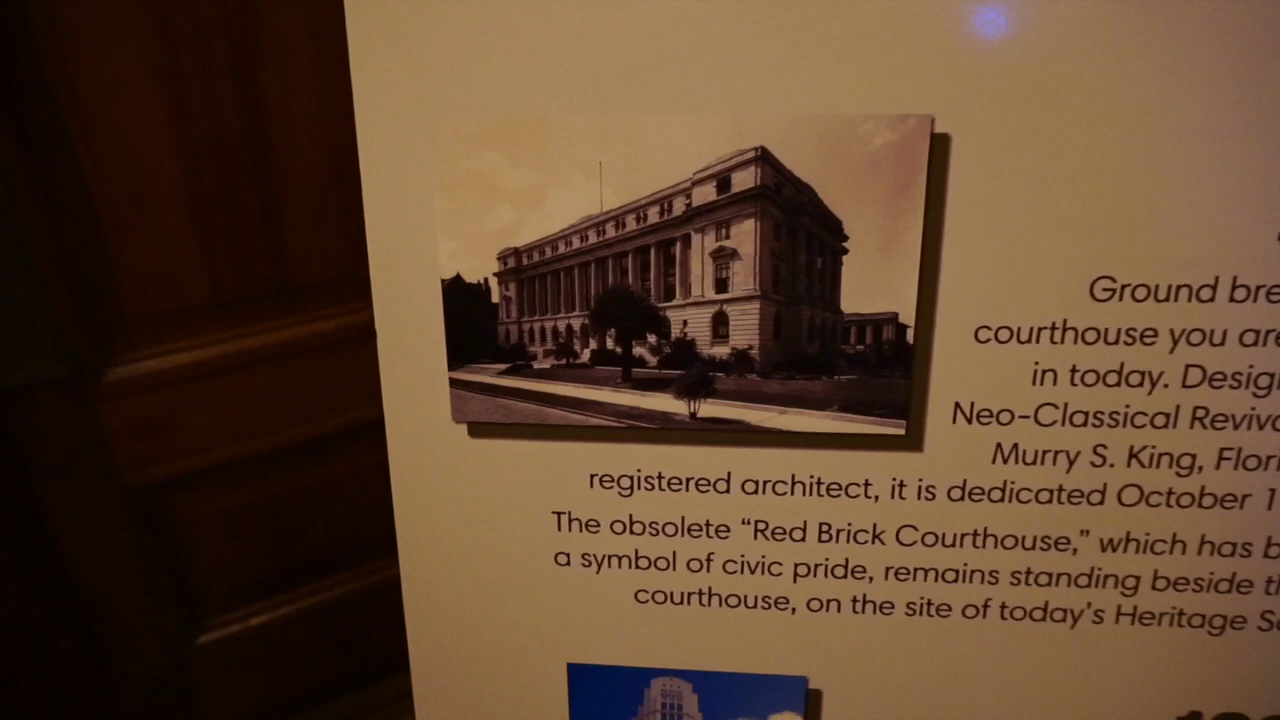 Ground bre
courthouse you are
in today. Desig
Neo-Classical Reviva
Murry S. King, Flori
registered architect, it is dedicated October 1
The obsolete “Red Brick Courthouse,” which has b
a symbol of civic pride, remains standing beside th
courthouse, on the site of today’s Heritage S